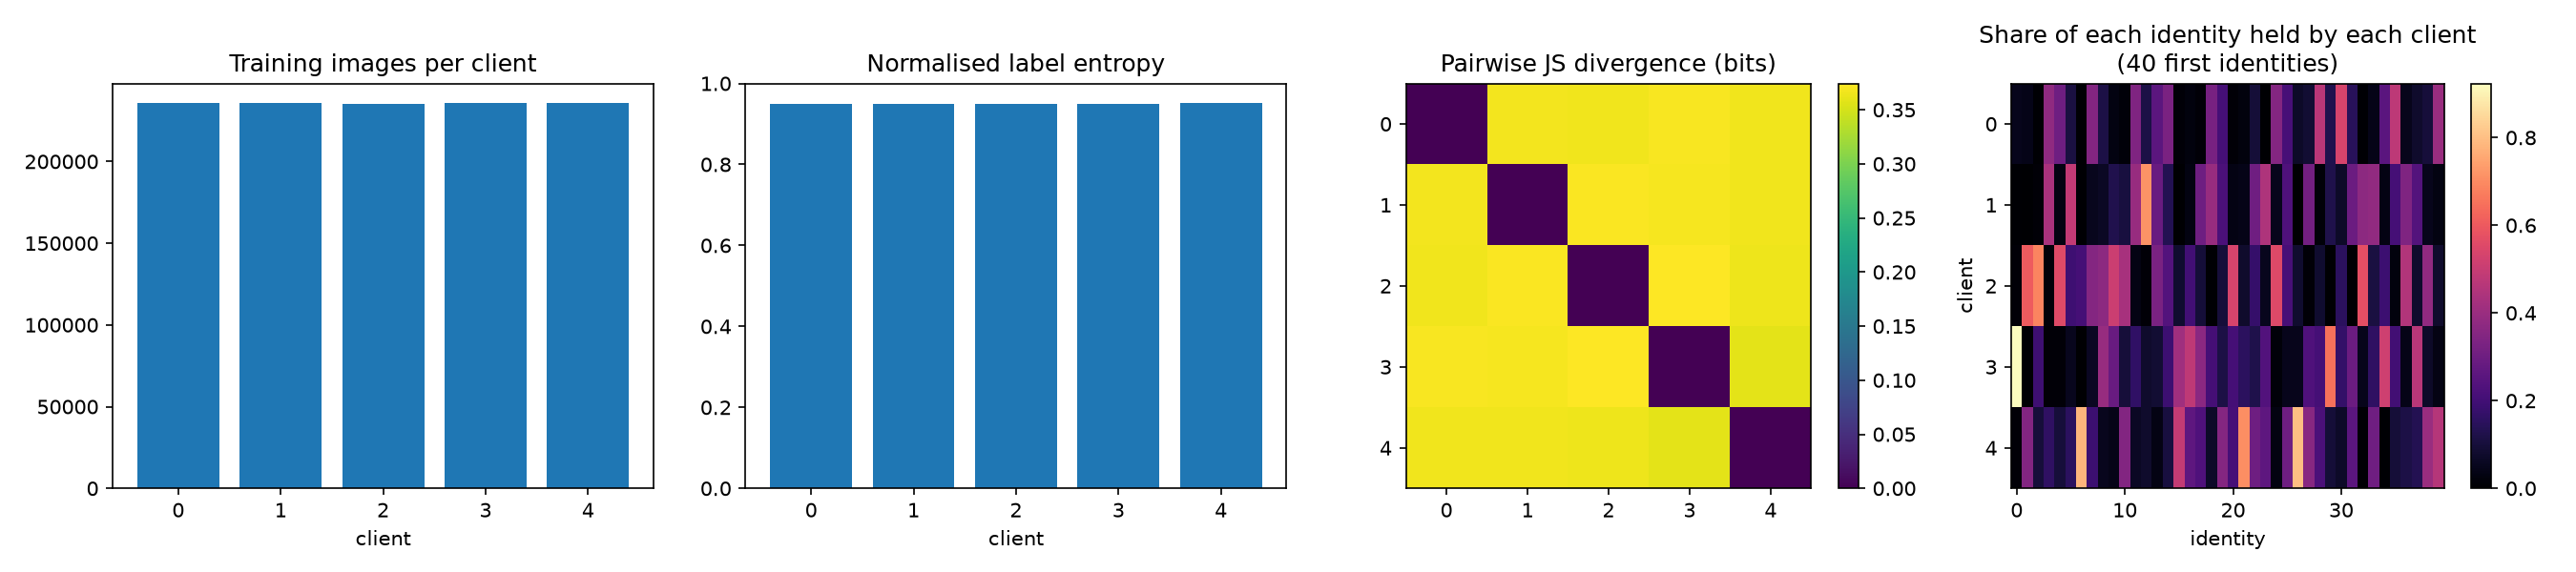 Training images per client
200000
150000
100000
50000
0
0 1 2 3 4
client
Normalised label entropy
1.0
0.8
0.6
0.4
0.2
0.0
0 1 2 3 4
client
Pairwise JS divergence (bits)
0
1
2
3
4
0 1 2 3 4
0.35
0.30
0.25
0.20
0.15
0.10
0.05
0.00
Share of each identity held by each client
(40 first identities)
client
0
1
2
3
4
0 10 20 30
identity
0.8
0.6
0.4
0.2
0.0